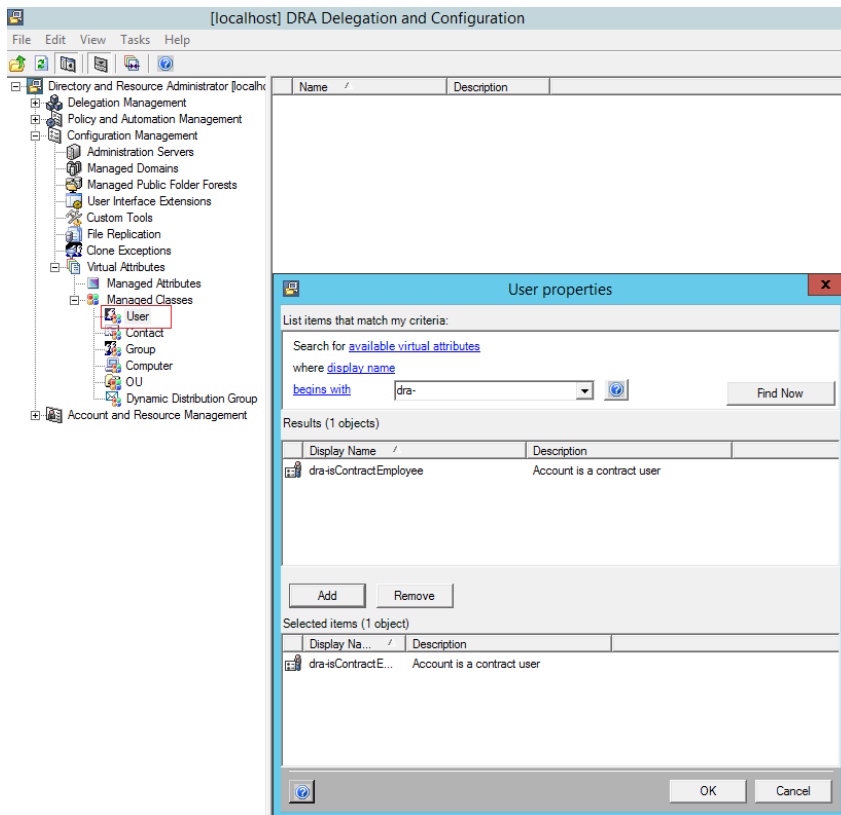 [localhost] DRA Delegation and Configuration
File Edit View Tasks Help
Directory and Resource Administrator [localho
Delegation Management
Policy and Automation Management
Configuration Management
Administration Servers
Managed Domains
Managed Public Folder Forests
User Interface Extensions
Custom Tools
File Replication
Clone Exceptions
Virtual Attributes
Managed Attributes
Managed Classes
User
Contact
Group
Computer
OU
Dynamic Distribution Group
Account and Resource Management
Name Description
User properties
x
List items that match my criteria:
Search for available virtual attributes
where display name
begins with dra- Find Now
Results (1 objects)
Display Name Description
dra-isContractEmployee Account is a contract user
Add Remove
Selected items (1 object)
Display Na... Description
dra-isContractE... Account is a contract user
OK Cancel